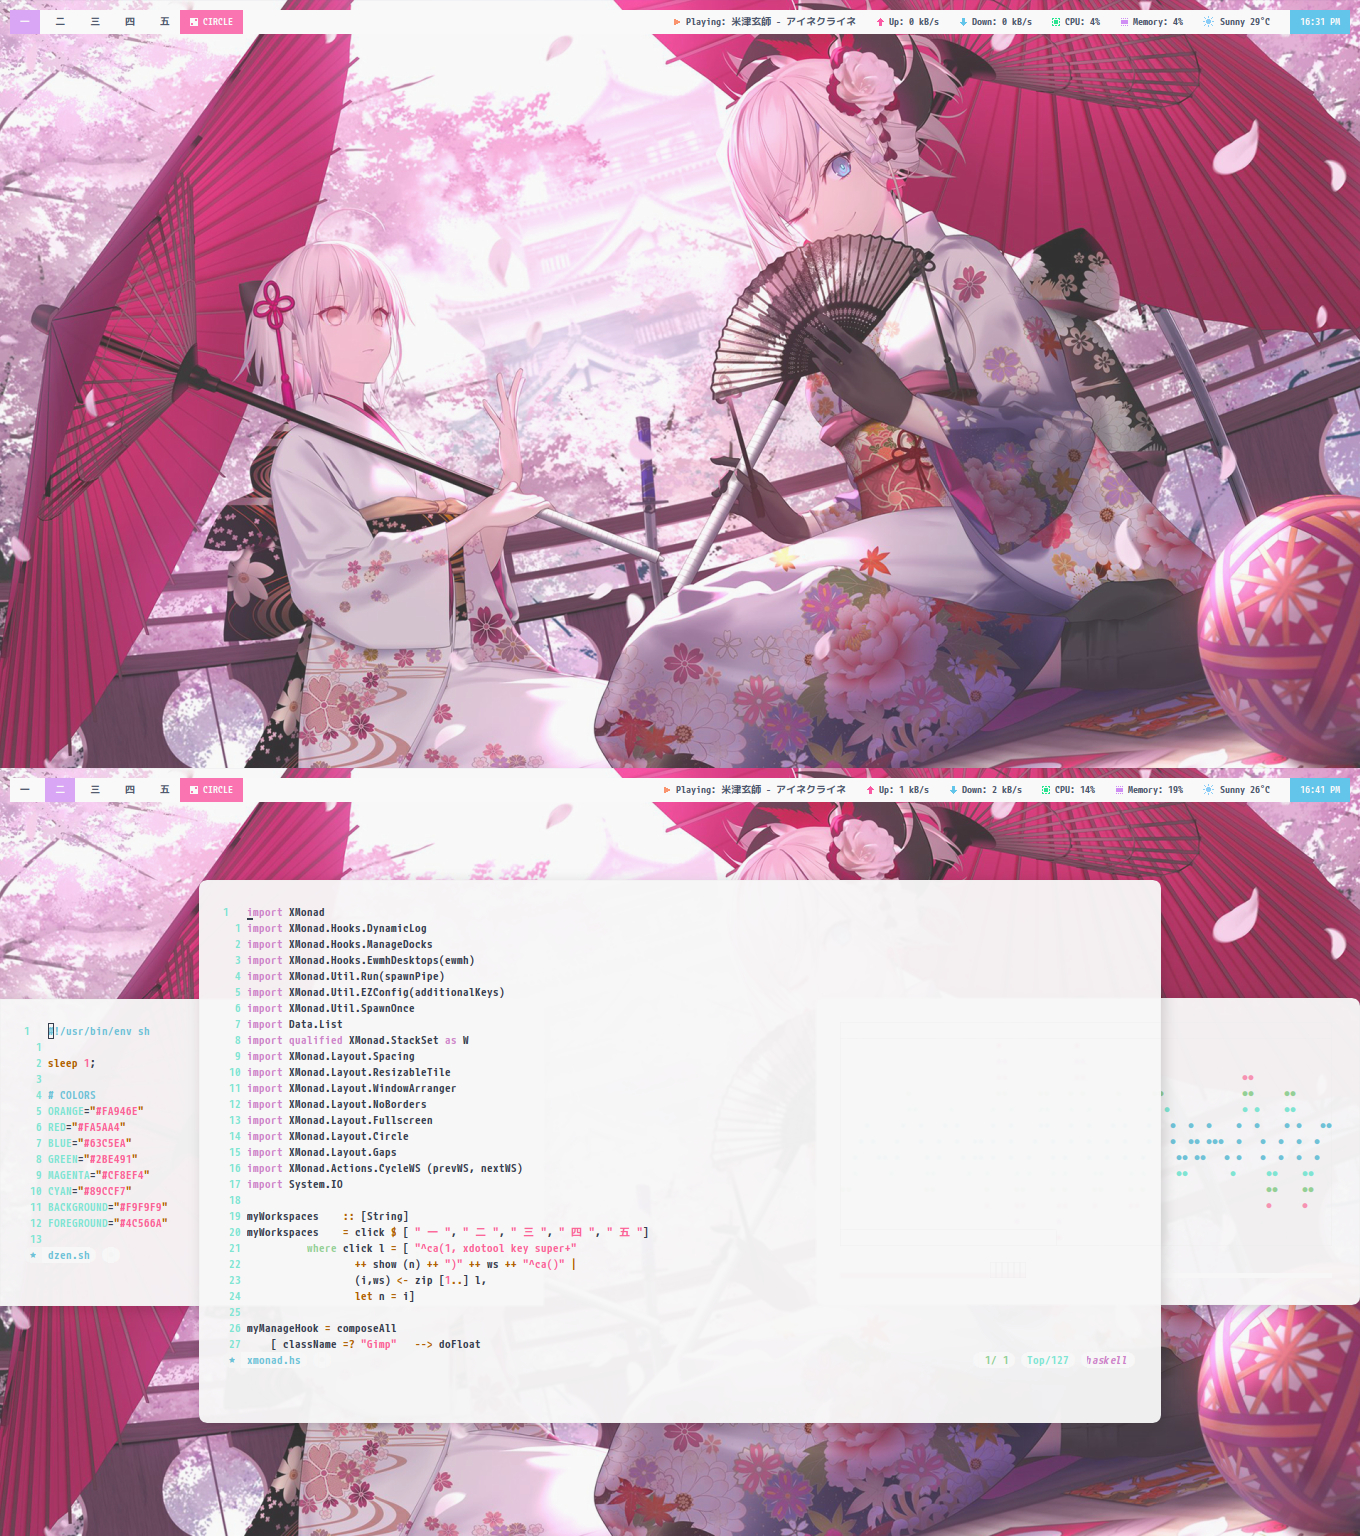 一 二 三 四 五 CIRCLE Playing: 米津玄師 - アイネクライネ Up: 0 kB/s Down: 0 kB/s CPU: 4% Memory: 4% Sunny 29°C 16:31 PM
一 二 三 四 五 CIRCLE Playing: 米津玄師 - アイネクライネ Up: 1 kB/s Down: 2 kB/s CPU: 14% Memory: 19% Sunny 26°C 16:41 PM
1 import XMonad
1 import XMonad.Hooks.DynamicLog
2 import XMonad.Hooks.ManageDocks
3 import XMonad.Hooks.EwmhDesktops(ewmh)
4 import XMonad.Util.Run(spawnPipe)
5 import XMonad.Util.EZConfig(additionalKeys)
6 import XMonad.Util.SpawnOnce
7 import Data.List
8 import qualified XMonad.StackSet as W
9 import XMonad.Layout.Spacing
10 import XMonad.Layout.ResizableTile
11 import XMonad.Layout.WindowArranger
12 import XMonad.Layout.NoBorders
13 import XMonad.Layout.Fullscreen
14 import XMonad.Layout.Circle
15 import XMonad.Layout.Gaps
16 import XMonad.Actions.CycleWS (prevWS, nextWS)
17 import System.IO
18
19 myWorkspaces    :: [String]
20 myWorkspaces    = click $ [ " 一 ", " 二 ", " 三 ", " 四 ", " 五 "]
21           where click l = [ "^ca(1, xdotool key super+"
22                   ++ show (n) ++ ")" ++ ws ++ "^ca()" |
23                   (i,ws) <- zip [1..] l,
24                   let n = i]
25
26 myManageHook = composeAll
27     [ className =? "Gimp"   --> doFloat
* xmonad.hs 1/ 1 Top/127 haskell
1 #!/usr/bin/env sh
1
2 sleep 1;
3
4 # COLORS
5 ORANGE="#FA946E"
6 RED="#FA5AA4"
7 BLUE="#63C5EA"
8 GREEN="#2BE491"
9 MAGENTA="#CF8EF4"
10 CYAN="#89CCF7"
11 BACKGROUND="#F9F9F9"
12 FOREGROUND="#4C566A"
13
* dzen.sh